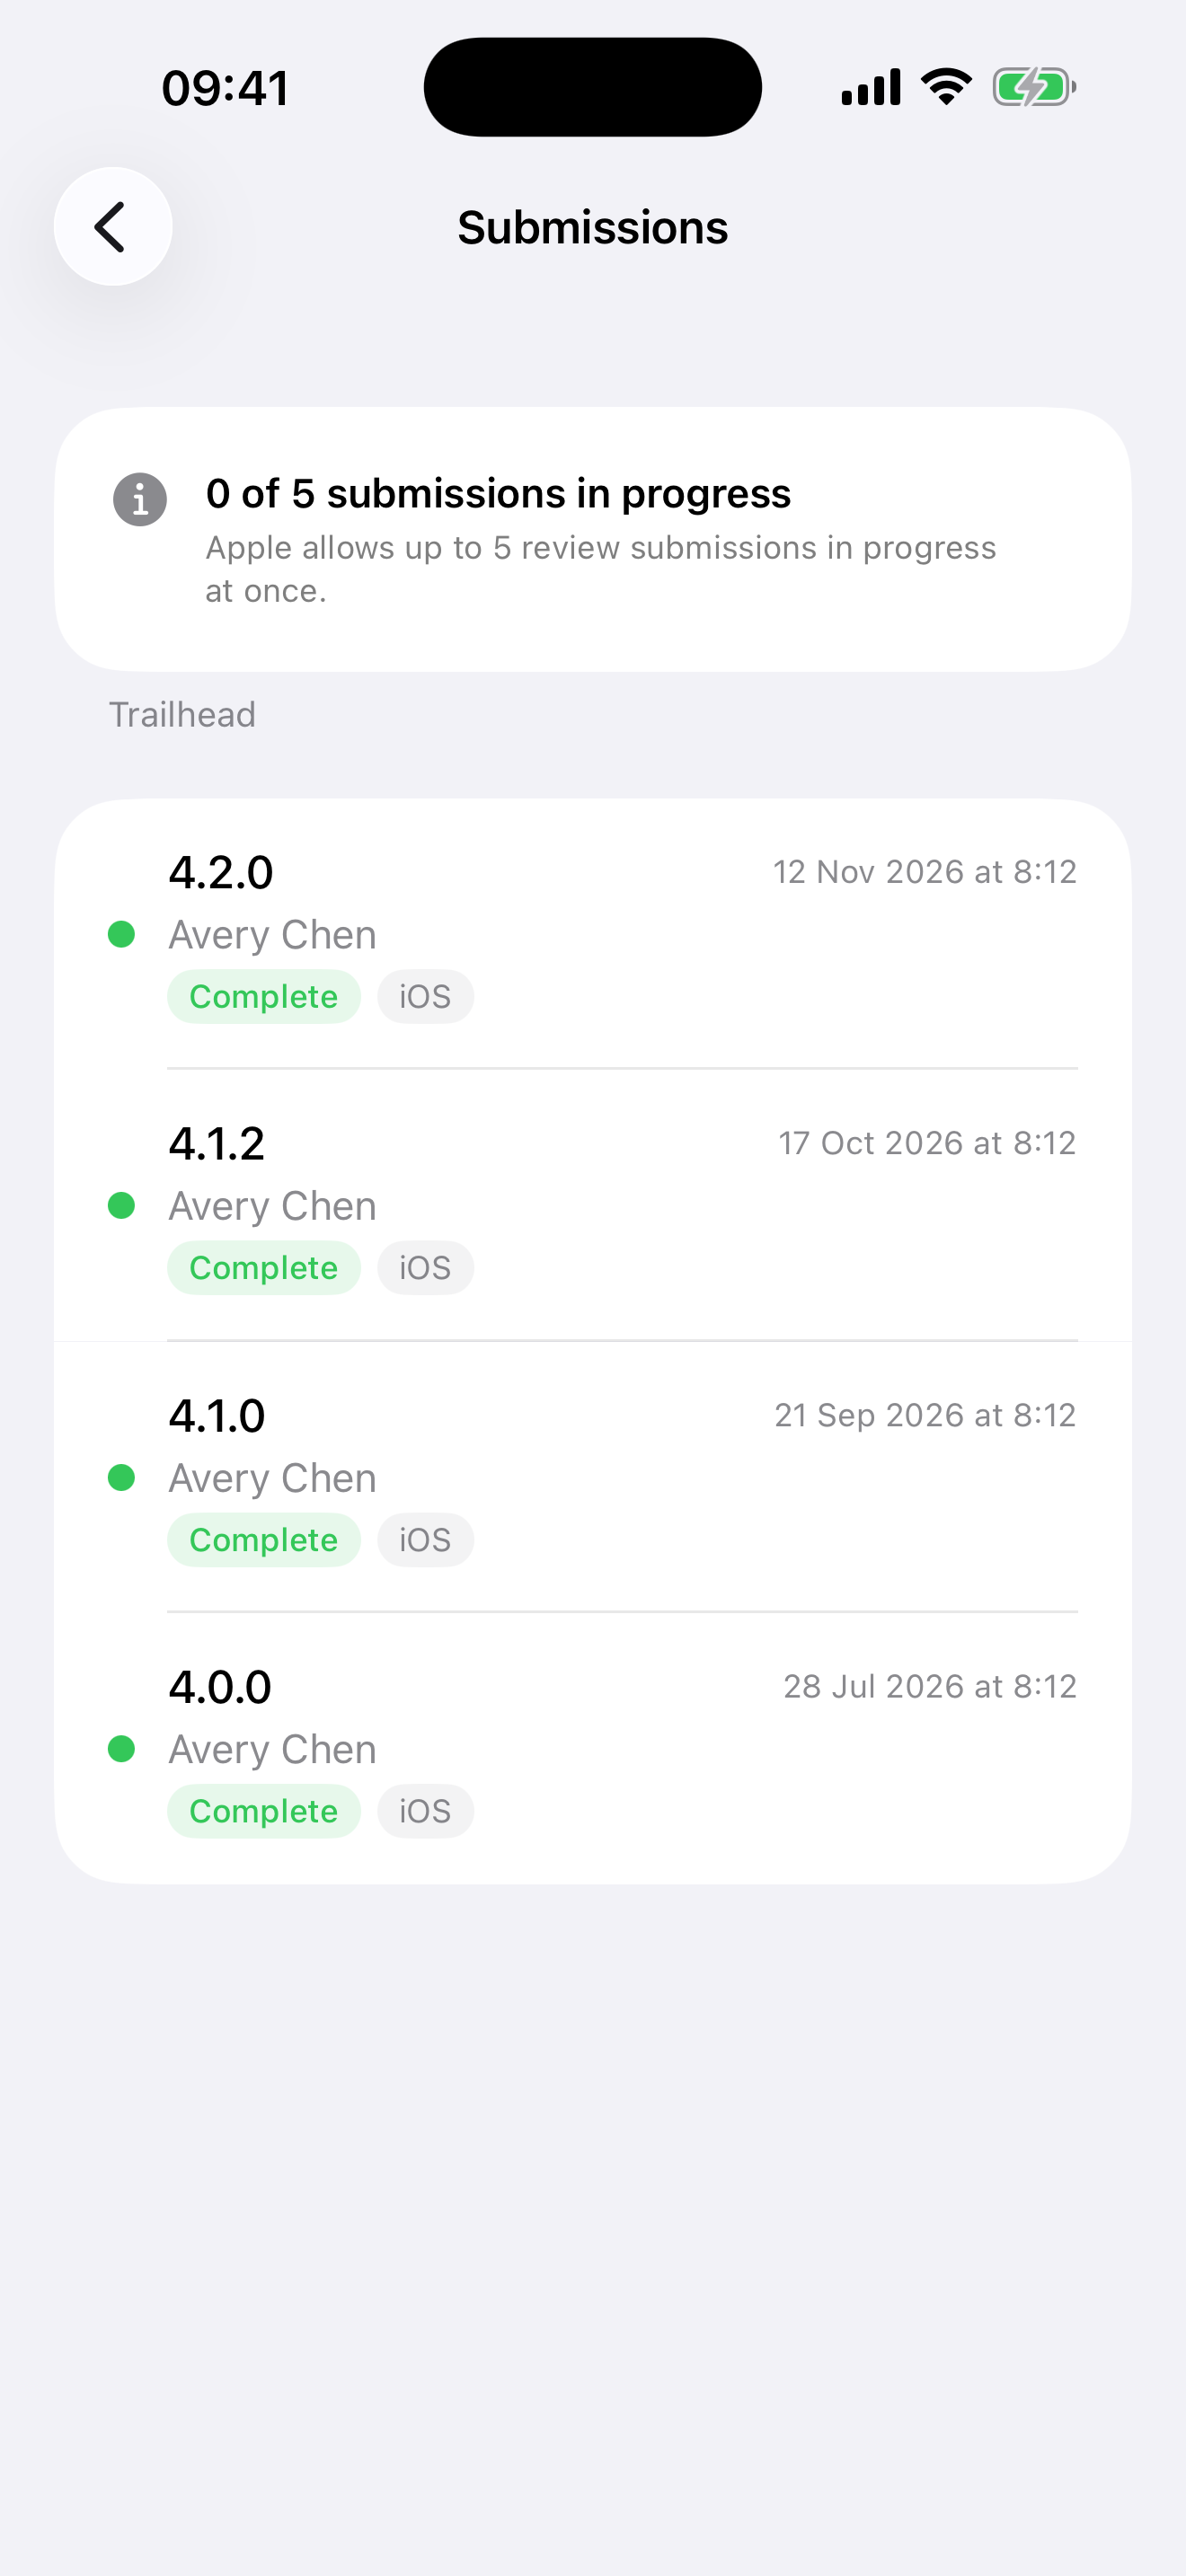 09:41
Submissions
0 of 5 submissions in progress
Apple allows up to 5 review submissions in progress
at once.
Trailhead
4.2.0
12 Nov 2026 at 8:12
Avery Chen
Complete
iOS
4.1.2
17 Oct 2026 at 8:12
Avery Chen
Complete
iOS
4.1.0
21 Sep 2026 at 8:12
Avery Chen
Complete
iOS
4.0.0
28 Jul 2026 at 8:12
Avery Chen
Complete
iOS